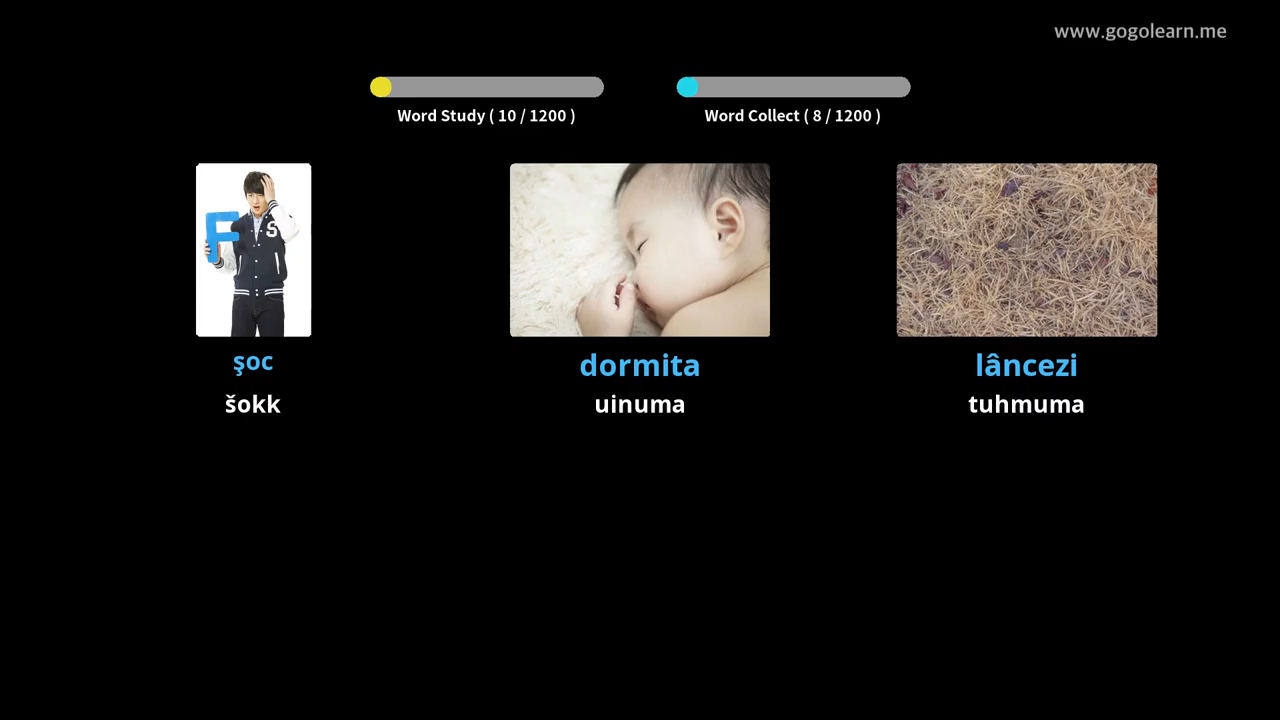 www.gogolearn.me
Word Study ( 10 / 1200 )
Word Collect ( 8 / 1200 )
F
S
şoc
dormita
lâncezi
šokk
uinuma
tuhmuma